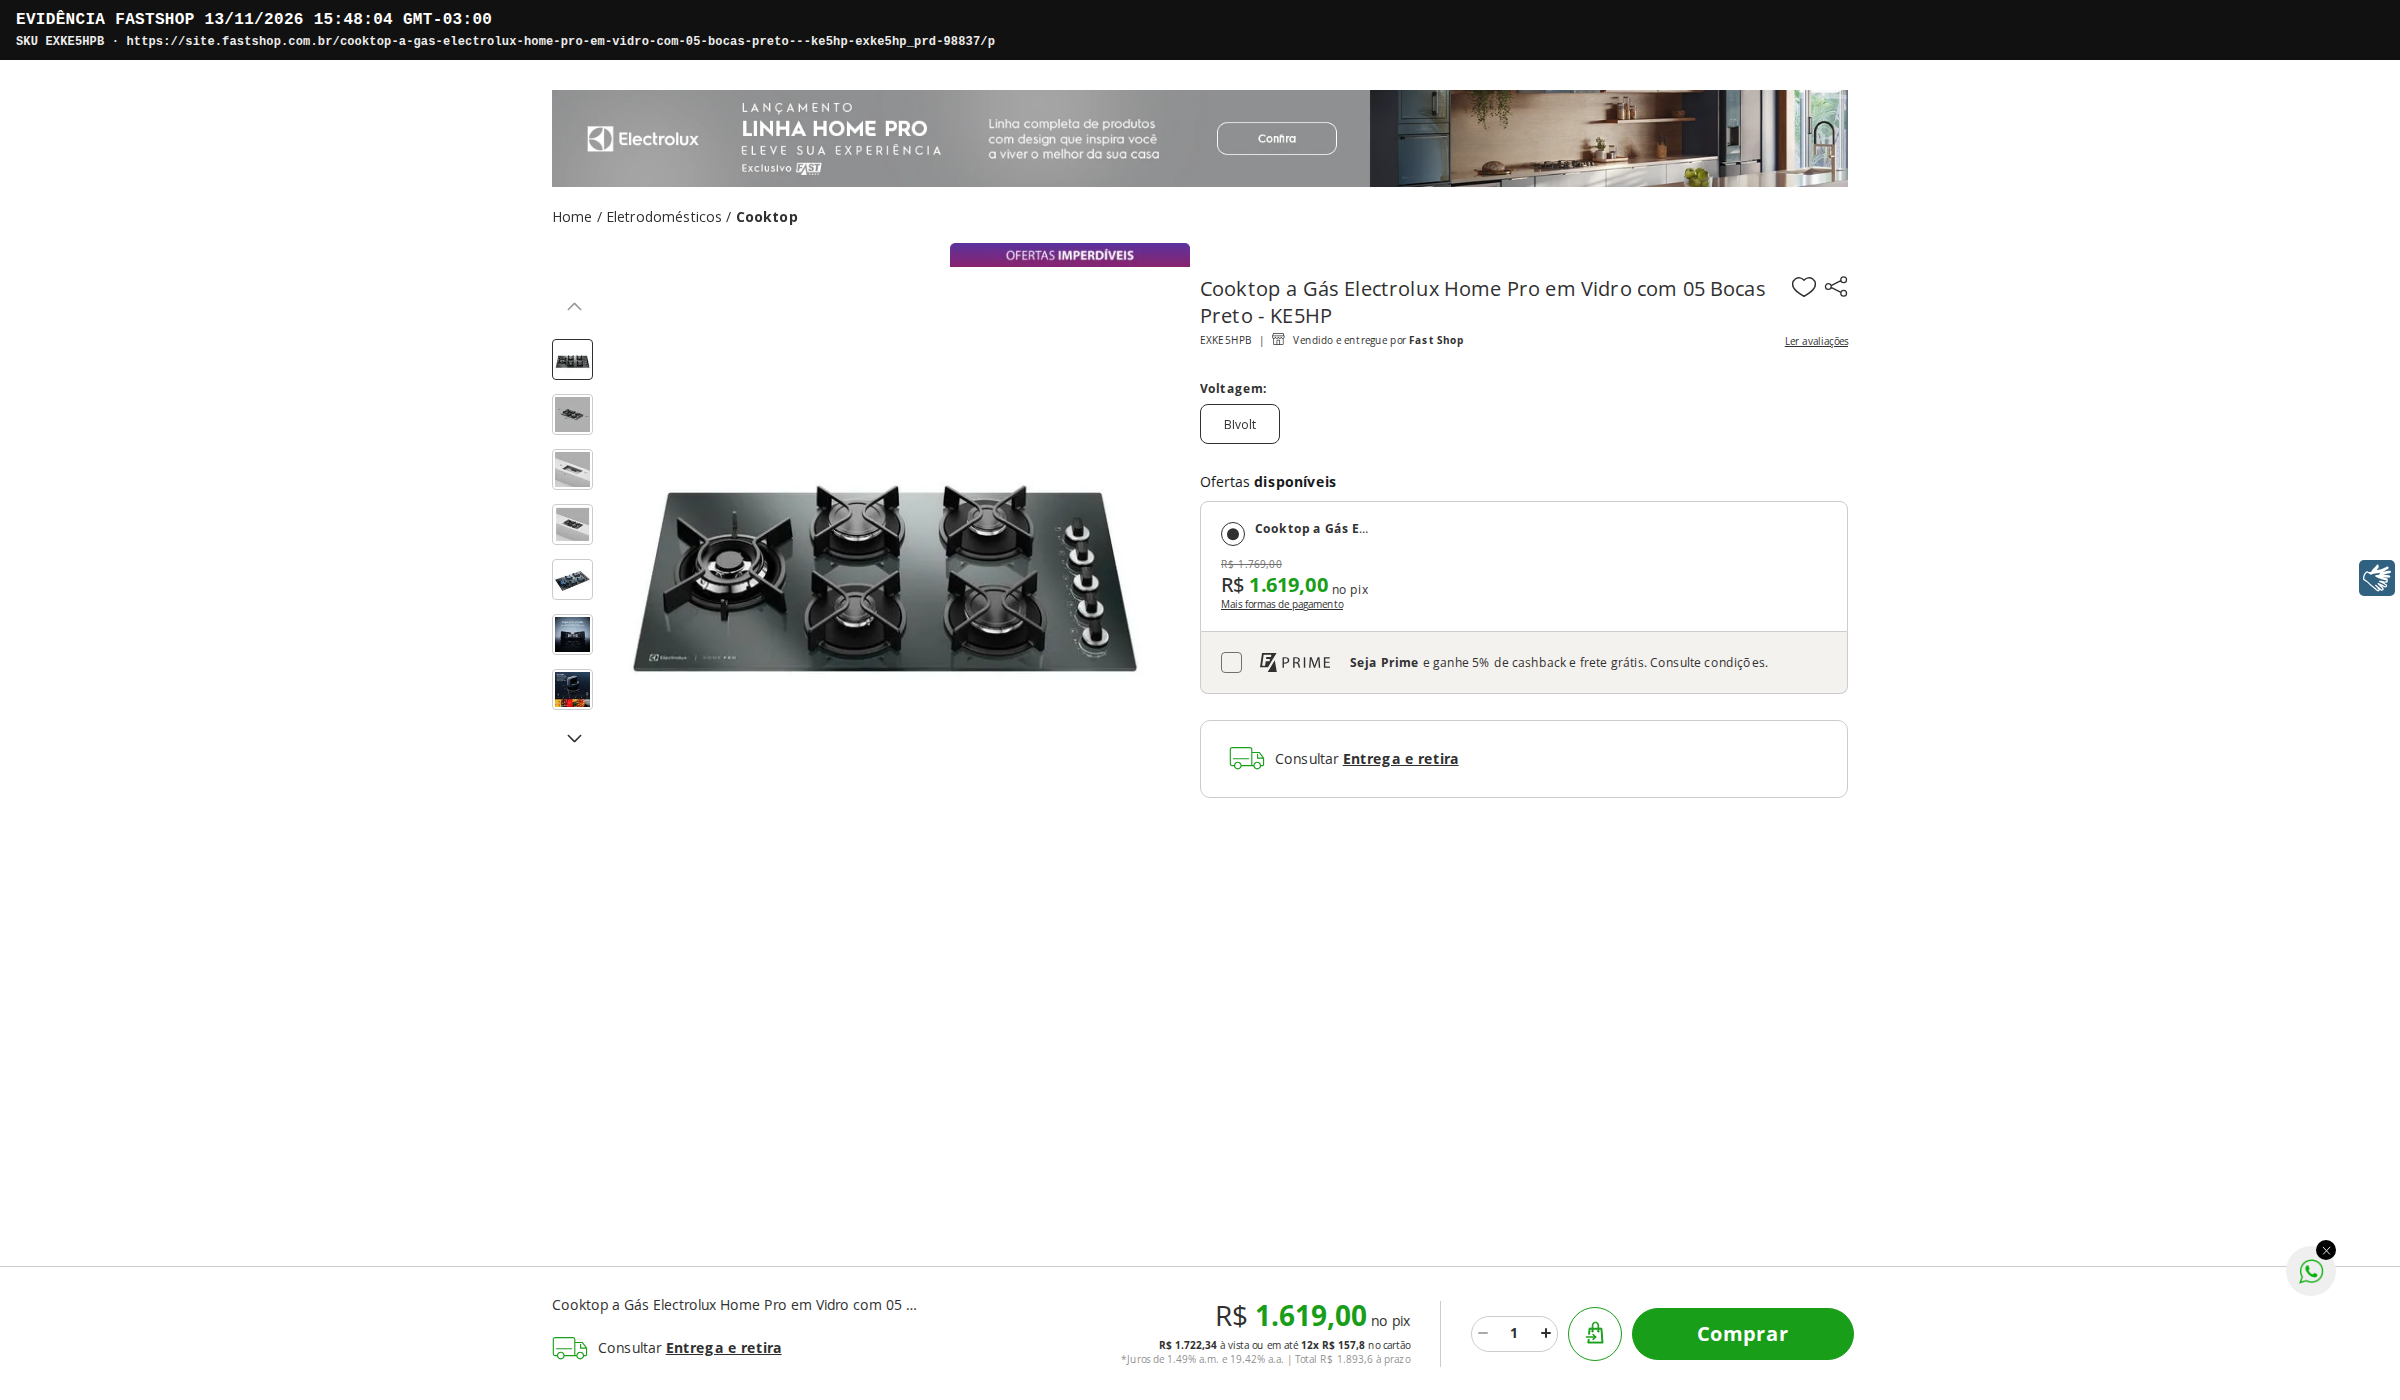 EVIDÊNCIA FASTSHOP 13/11/2026 15:48:04 GMT-03:00
SKU EXKE5HPB · https://site.fastshop.com.br/cooktop-a-gas-electrolux-home-pro-em-vidro-com-05-bocas-preto---ke5hp-exke5hp_prd-98837/p
Electrolux
LANÇAMENTO
LINHA HOME PRO
ELEVE SUA EXPERIÊNCIA
Exclusivo FAST
Linha completa de produtos
com design que inspira você
a viver o melhor da sua casa
Confira
Home / Eletrodomésticos / Cooktop
OFERTAS IMPERDÍVEIS
Cooktop a Gás Electrolux Home Pro em Vidro com 05 Bocas
Preto - KE5HP
EXKE5HPB | Vendido e entregue por Fast Shop
Ler avaliações
Voltagem:
BIvolt
Ofertas disponíveis
Cooktop a Gás E...
R$ 1.769,00
R$ 1.619,00 no pix
Mais formas de pagamento
PRIME Seja Prime e ganhe 5% de cashback e frete grátis. Consulte condições.
Consultar Entrega e retira
Electrolux | HOME PRO
Cooktop a Gás Electrolux Home Pro em Vidro com 05 ...
Consultar Entrega e retira
R$ 1.619,00 no pix
R$ 1.722,34 à vista ou em até 12x R$ 157,8 no cartão
*Juros de 1.49% a.m. e 19.42% a.a. | Total R$ 1.893,6 à prazo
1
Comprar